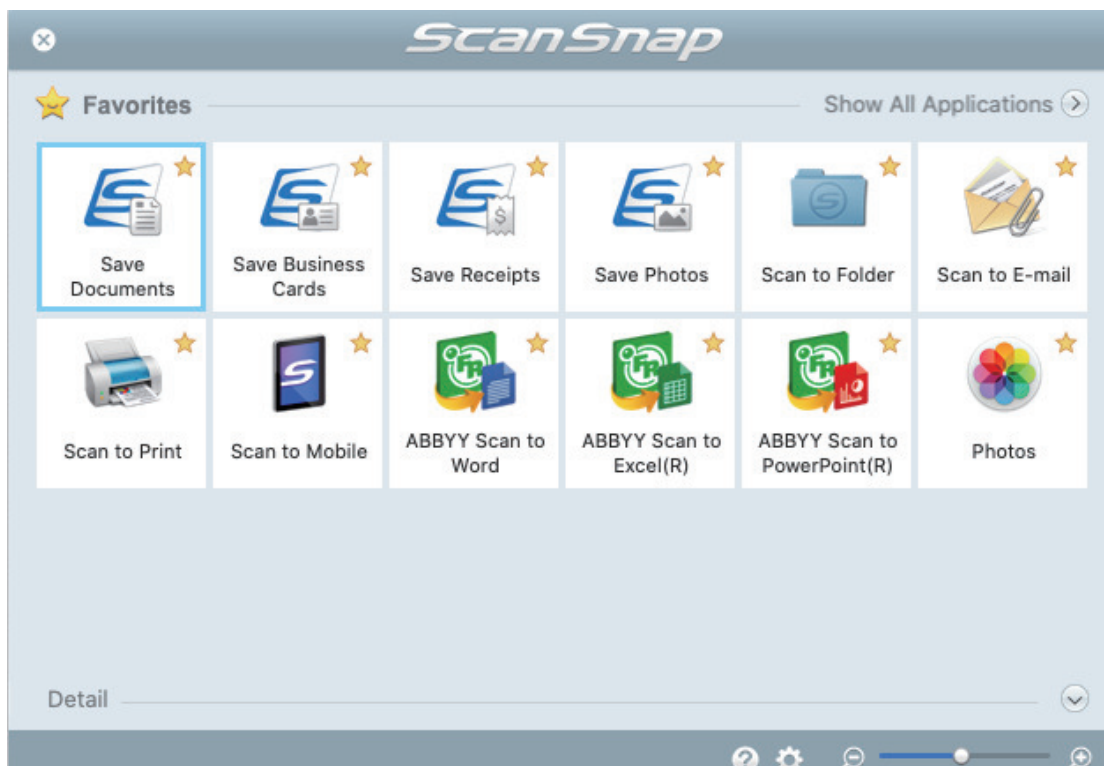 ScanSnap
Favorites
Show All Applications
Save
Documents
Save Business
Cards
Save Receipts
Save Photos
Scan to Folder
Scan to E-mail
Scan to Print
Scan to Mobile
ABBYY Scan to
Word
ABBYY Scan to
Excel(R)
ABBYY Scan to
PowerPoint(R)
Photos
Detail